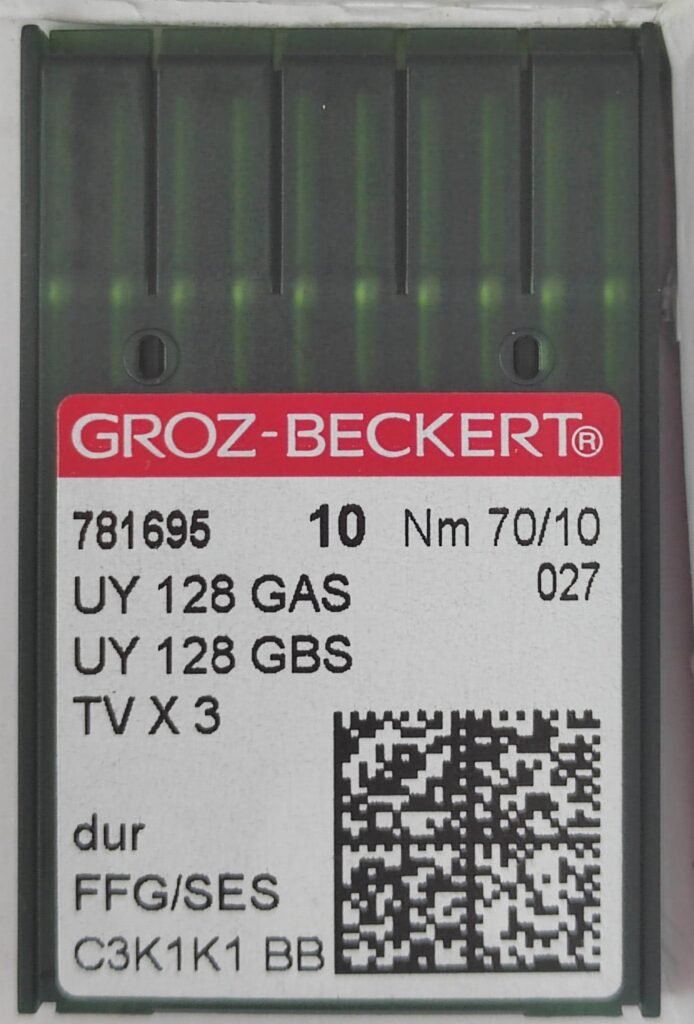 GROZ-BECKERT®
781695 10 Nm 70/10
027
UY 128 GAS
UY 128 GBS
TV X 3
dur
FFG/SES
C3K1K1 BB